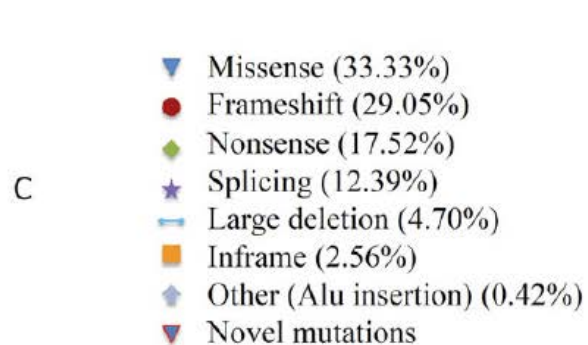 Missense (33.33%)
Frameshift (29.05%)
Nonsense (17.52%)
C
Splicing (12.39%)
Large deletion (4.70%)
Inframe (2.56%)
Other (Alu insertion) (0.42%)
Novel mutations